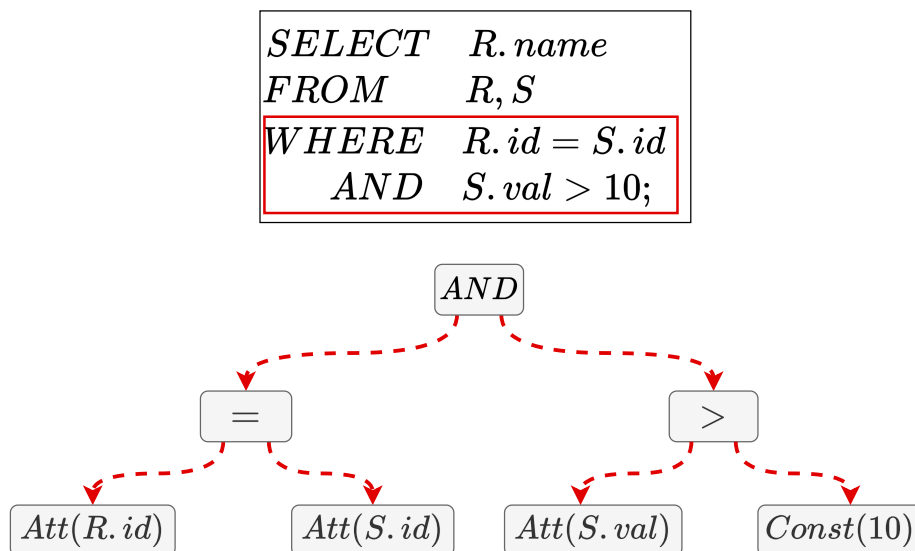 SELECT R.name
FROM R, S
WHERE R.id = S.id
AND S.val > 10;
AND
= >
Att(R.id) Att(S.id) Att(S.val) Const(10)